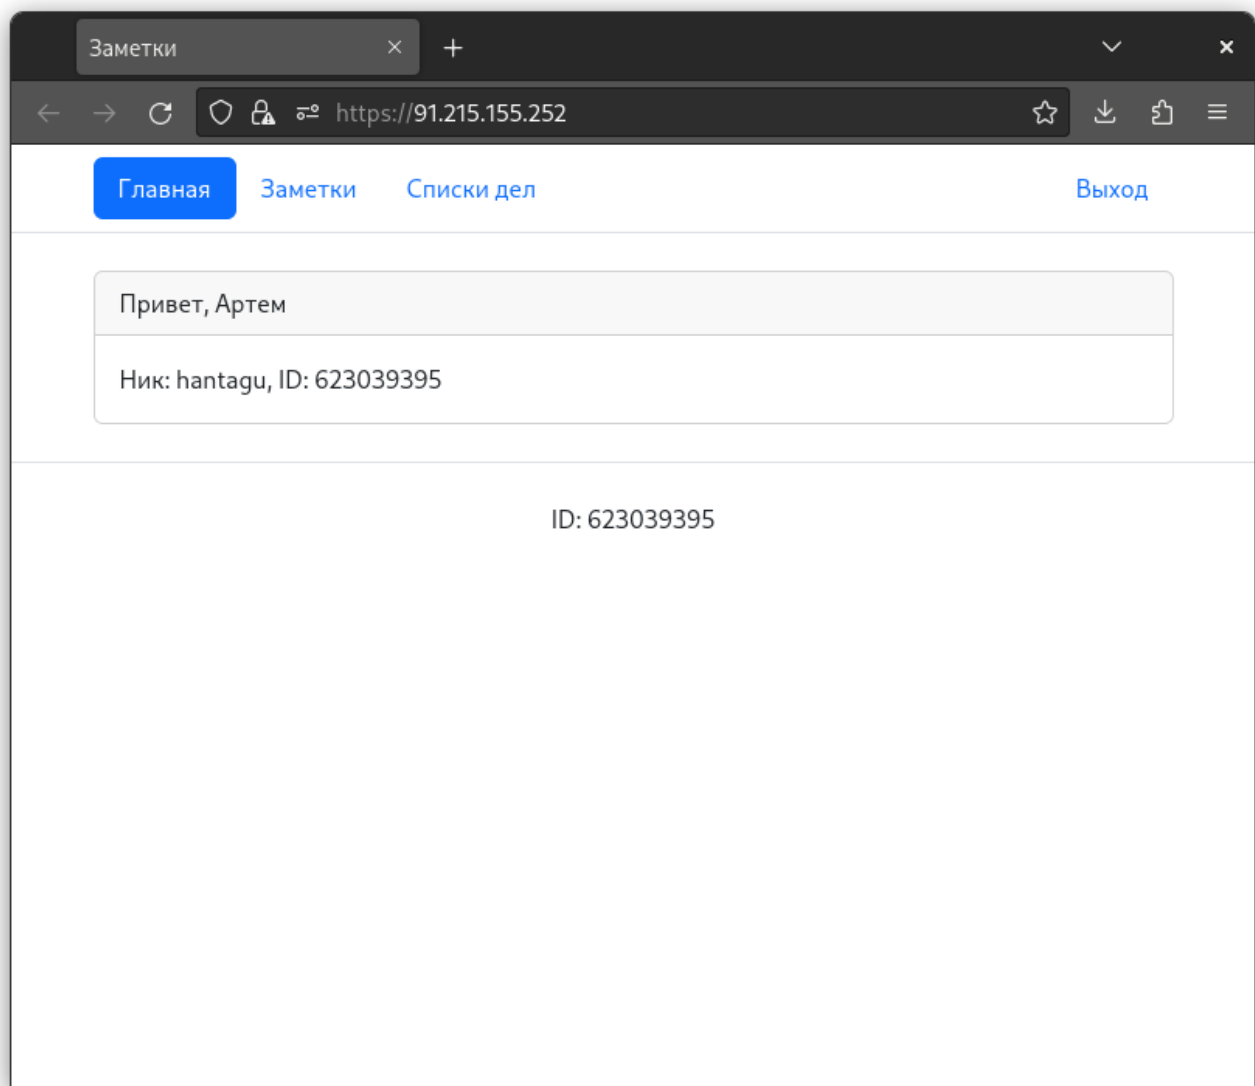 Заметки
https://91.215.155.252
Главная Заметки Списки дел Выход
Привет, Артем
Ник: hantagu, ID: 623039395
ID: 623039395